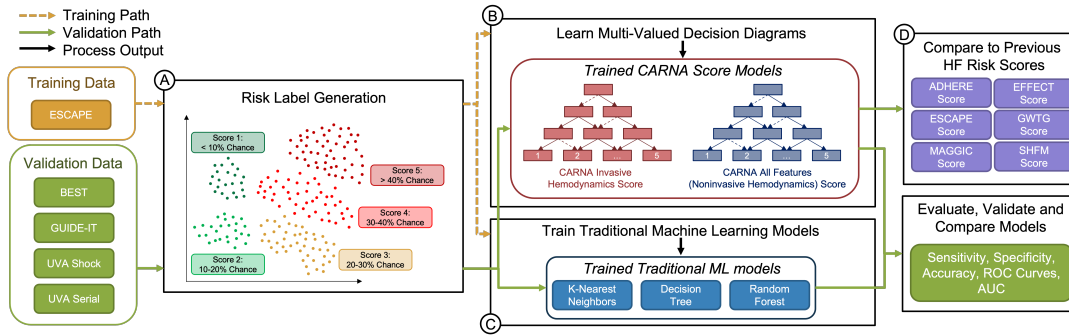 Training Path
Validation Path
Process Output
Training Data
ESCAPE
Validation Data
BEST
GUIDE-IT
UVA Shock
UVA Serial
A
Risk Label Generation
Score 1:
< 10% Chance
Score 5:
> 40% Chance
Score 4:
30-40% Chance
Score 2:
10-20% Chance
Score 3:
20-30% Chance
B
Learn Multi-Valued Decision Diagrams
Trained CARNA Score Models
1
2
...
5
1
2
...
5
CARNA Invasive
Hemodynamics Score
CARNA All Features
(Noninvasive Hemodynamics) Score
C
Train Traditional Machine Learning Models
Trained Traditional ML models
K-Nearest
Neighbors
Decision
Tree
Random
Forest
D
Compare to Previous
HF Risk Scores
ADHERE
Score
EFFECT
Score
ESCAPE
Score
GWTG
Score
MAGGIC
Score
SHFM
Score
Evaluate, Validate and
Compare Models
Sensitivity, Specificity,
Accuracy, ROC Curves,
AUC